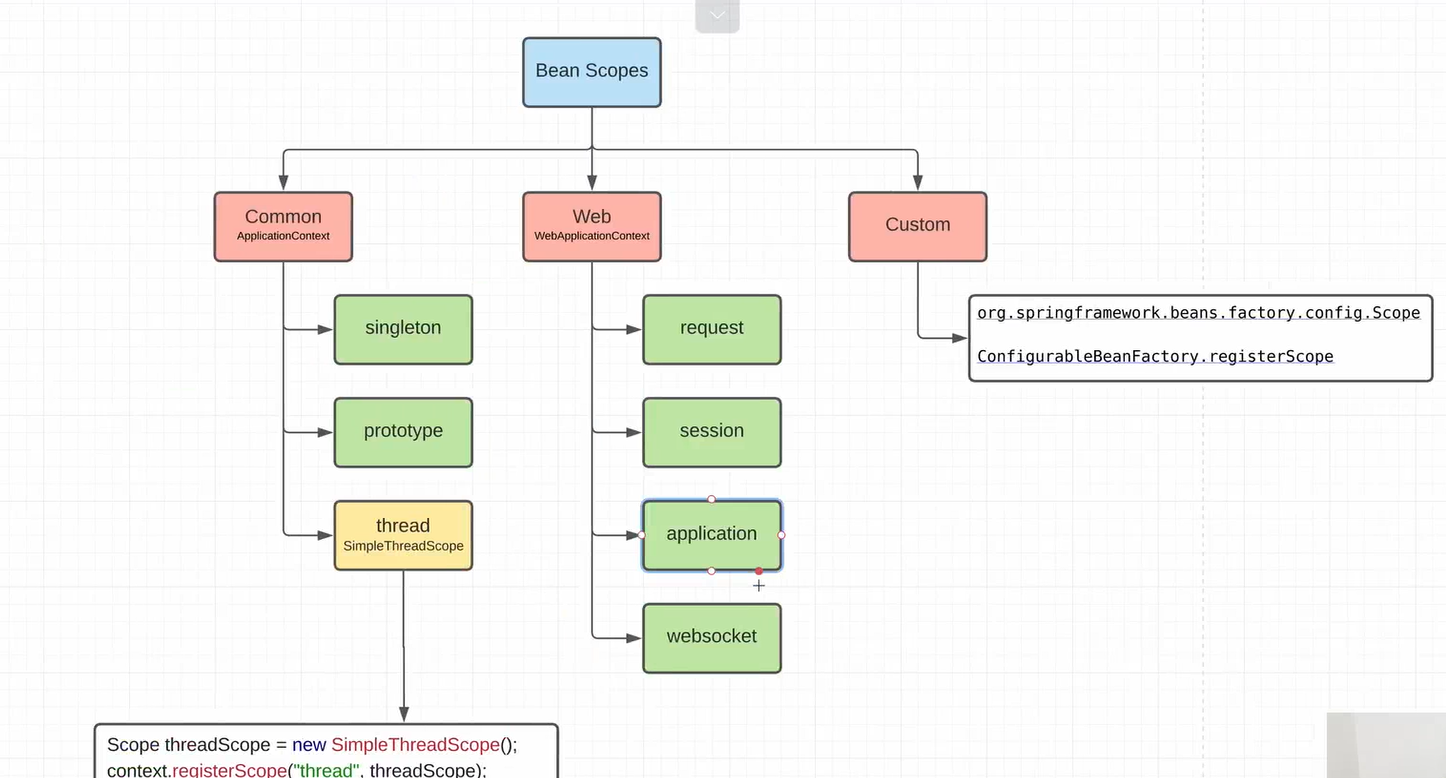 Bean Scopes
Common
ApplicationContext
Web
WebApplicationContext
Custom
singleton
request
org.springframework.beans.factory.config.Scope
ConfigurableBeanFactory.registerScope
prototype
session
thread
SimpleThreadScope
application
websocket
Scope threadScope = new SimpleThreadScope();
context.registerScope("thread", threadScope);